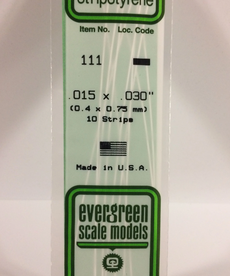 Item No. Loc. Code
111
.015 x .030"
(0.4 x 0.75 mm)
10 Strips
Made in U.S.A.
evergreen
scale models